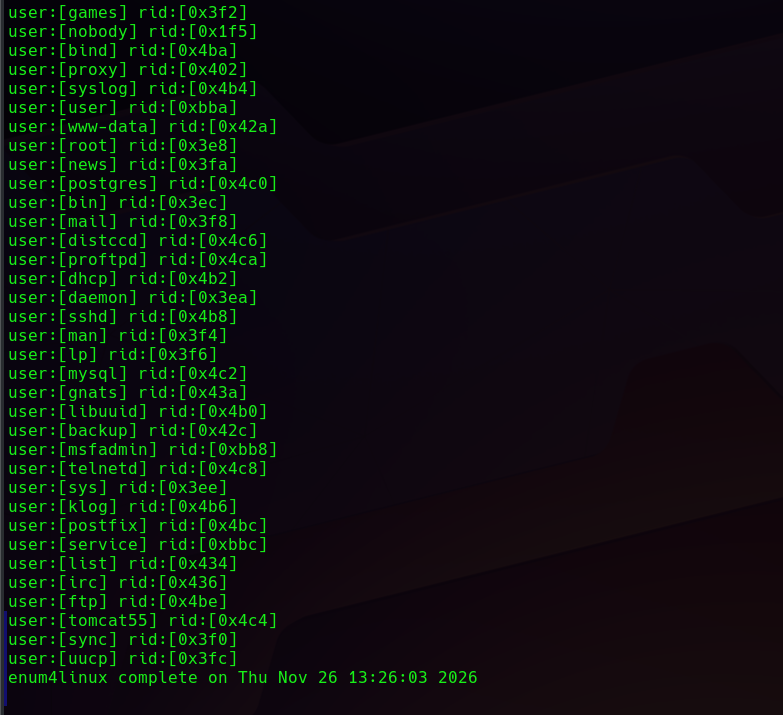 user:[games] rid:[0x3f2]
user:[nobody] rid:[0x1f5]
user:[bind] rid:[0x4ba]
user:[proxy] rid:[0x402]
user:[syslog] rid:[0x4b4]
user:[user] rid:[0xbba]
user:[www-data] rid:[0x42a]
user:[root] rid:[0x3e8]
user:[news] rid:[0x3fa]
user:[postgres] rid:[0x4c0]
user:[bin] rid:[0x3ec]
user:[mail] rid:[0x3f8]
user:[distccd] rid:[0x4c6]
user:[proftpd] rid:[0x4ca]
user:[dhcp] rid:[0x4b2]
user:[daemon] rid:[0x3ea]
user:[sshd] rid:[0x4b8]
user:[man] rid:[0x3f4]
user:[lp] rid:[0x3f6]
user:[mysql] rid:[0x4c2]
user:[gnats] rid:[0x43a]
user:[libuuid] rid:[0x4b0]
user:[backup] rid:[0x42c]
user:[msfadmin] rid:[0xbb8]
user:[telnetd] rid:[0x4c8]
user:[sys] rid:[0x3ee]
user:[klog] rid:[0x4b6]
user:[postfix] rid:[0x4bc]
user:[service] rid:[0xbbc]
user:[list] rid:[0x434]
user:[irc] rid:[0x436]
user:[ftp] rid:[0x4be]
user:[tomcat55] rid:[0x4c4]
user:[sync] rid:[0x3f0]
user:[uucp] rid:[0x3fc]
enum4linux complete on Thu Nov 26 13:26:03 2026